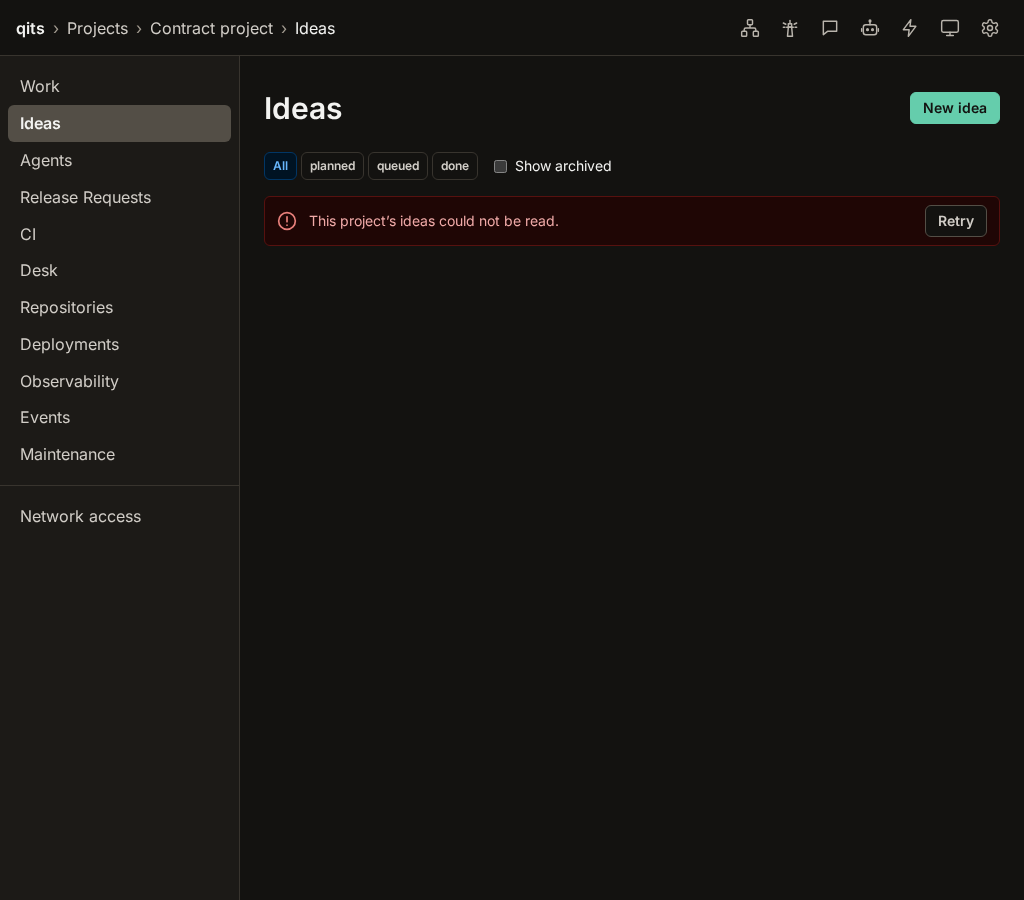 qits › Projects › Contract project › Ideas
Work
Ideas
Agents
Release Requests
CI
Desk
Repositories
Deployments
Observability
Events
Maintenance
Network access
Ideas
New idea
All planned queued done Show archived
This project’s ideas could not be read.
Retry